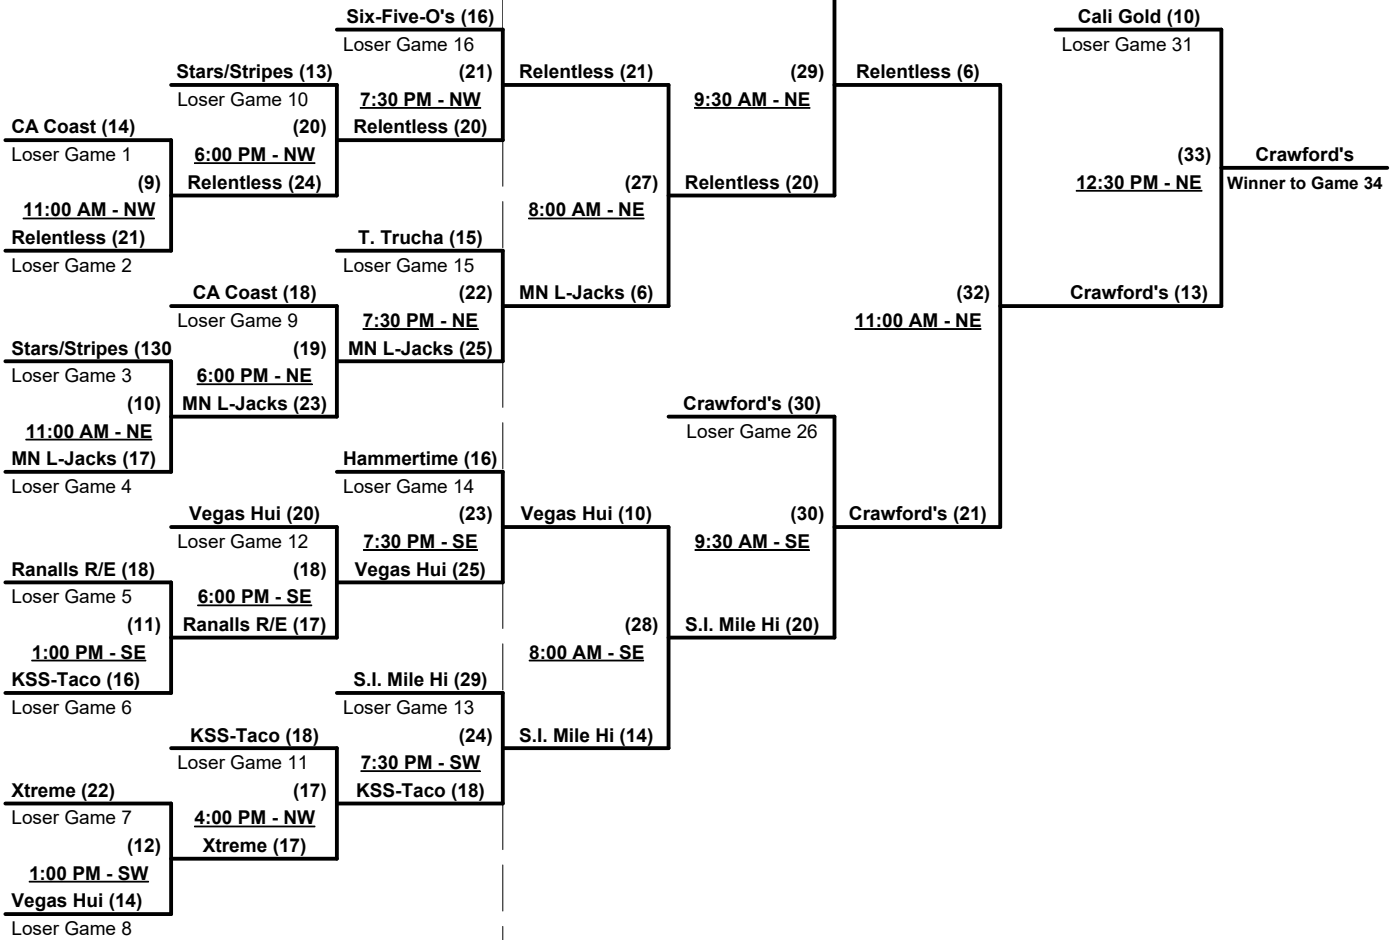 Six-Five-O's (16)
Cali Gold (10)
Loser Game 16
Loser Game 31
Stars/Stripes (13)
(21)
Relentless (21)
(29)
Relentless (6)
Loser Game 10
7:30 PM - NW
9:30 AM - NE
CA Coast (14)
(20)
Relentless (20)
Loser Game 1
6:00 PM - NW
(33)
Crawford's
(9)
Relentless (24)
(27)
Relentless (20)
12:30 PM - NE
Winner to Game 34
11:00 AM - NW
8:00 AM - NE
Relentless (21)
T. Trucha (15)
Loser Game 2
Loser Game 15
CA Coast (18)
(22)
MN L-Jacks (6)
(32)
Crawford's (13)
Loser Game 9
7:30 PM - NE
11:00 AM - NE
Stars/Stripes (130
(19)
MN L-Jacks (25)
Loser Game 3
6:00 PM - NE
(10)
MN L-Jacks (23)
Crawford's (30)
11:00 AM - NE
Loser Game 26
MN L-Jacks (17)
Hammertime (16)
Loser Game 4
Loser Game 14
Vegas Hui (20)
(23)
Vegas Hui (10)
(30)
Crawford's (21)
Loser Game 12
7:30 PM - SE
9:30 AM - SE
Ranalls R/E (18)
(18)
Vegas Hui (25)
Loser Game 5
6:00 PM - SE
(11)
Ranalls R/E (17)
(28)
S.I. Mile Hi (20)
1:00 PM - SE
8:00 AM - SE
KSS-Taco (16)
S.I. Mile Hi (29)
Loser Game 6
Loser Game 13
KSS-Taco (18)
(24)
S.I. Mile Hi (14)
Loser Game 11
7:30 PM - SW
Xtreme (22)
(17)
KSS-Taco (18)
Loser Game 7
4:00 PM - NW
(12)
Xtreme (17)
1:00 PM - SW
Vegas Hui (14)
Loser Game 8